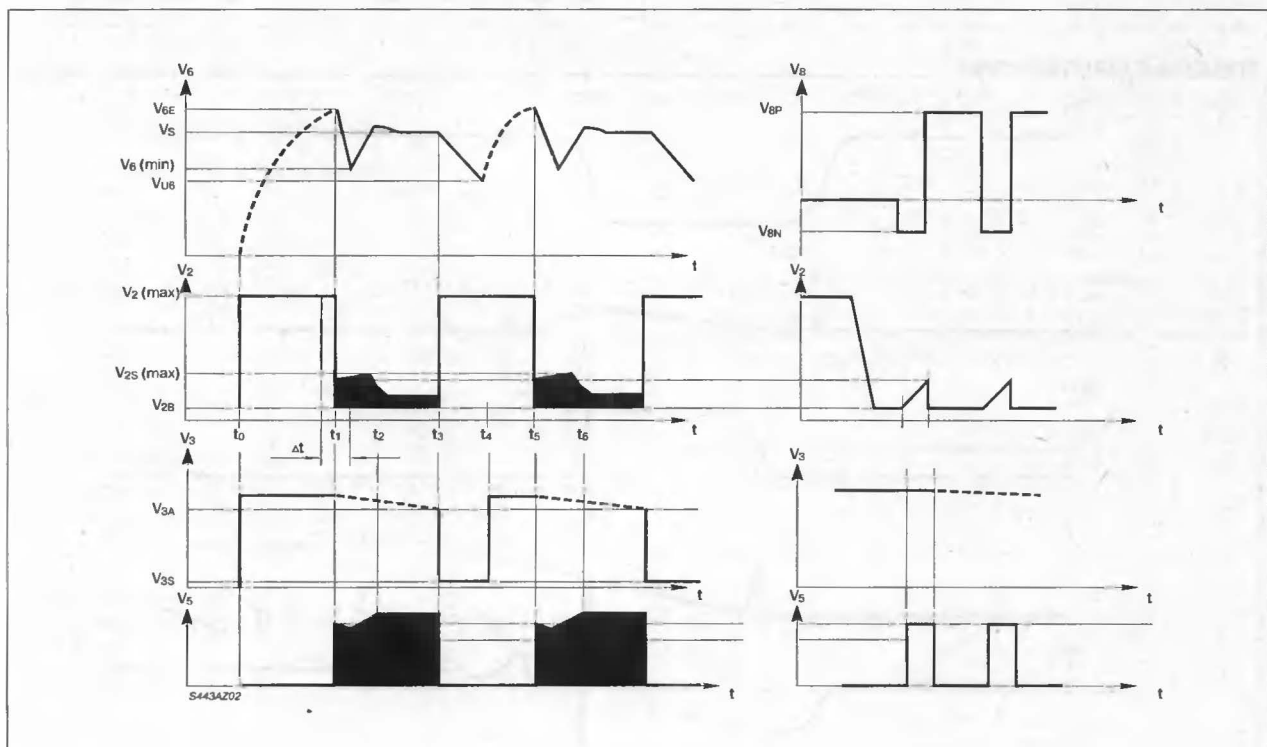 V6
V6E
VS
V6 (min)
VU6
t
V2
V2 (max)
V2S (max)
V2B
t0
t1
t2
t3
t4
t5
t6
t
V3
Δt
V3A
V3S
t
V5
t
S443AZ02
V8
V8P
V8N
t
V2
t
V3
t
V5
t